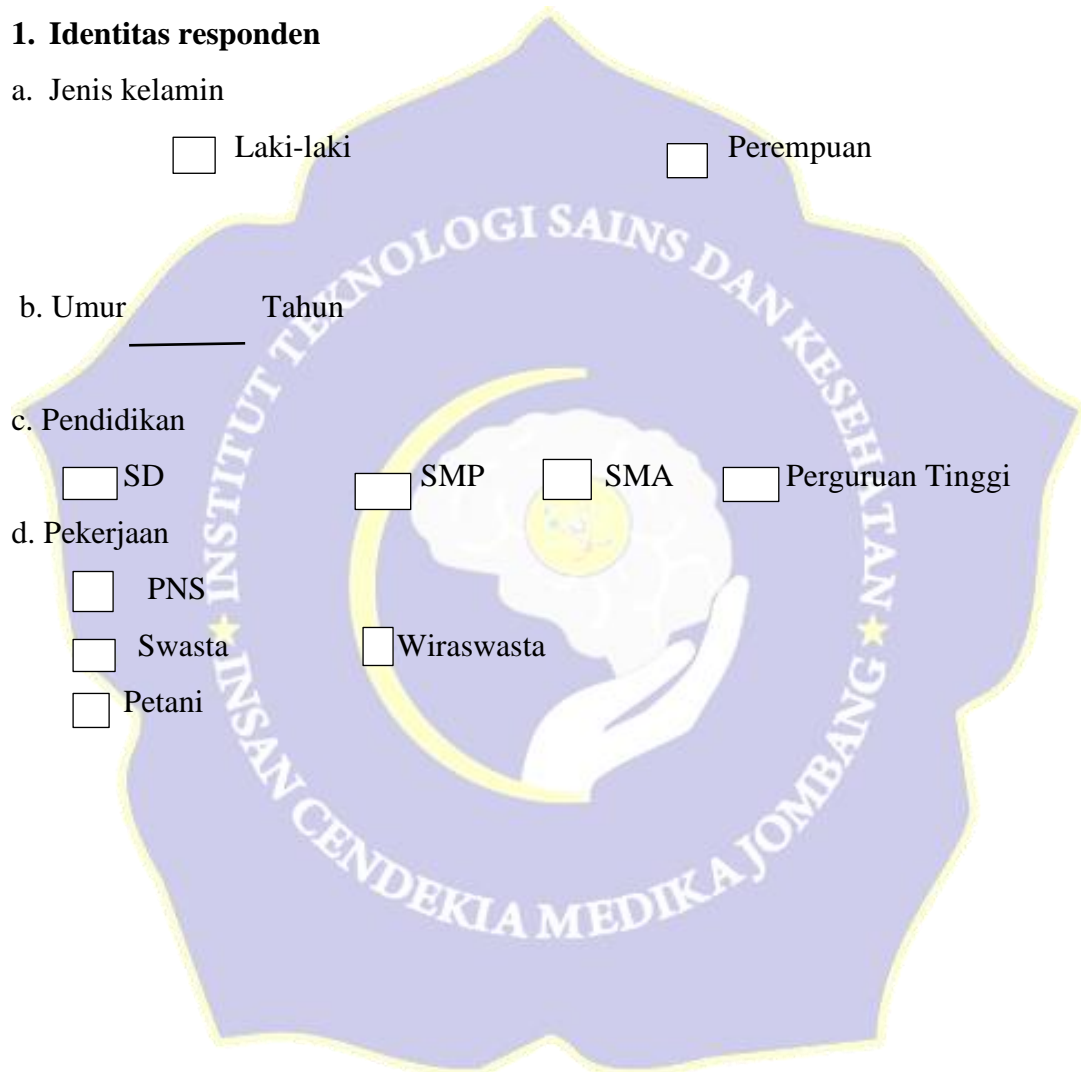 1. Identitas responden
a. Jenis kelamin
Laki-laki Perempuan
b. Umur Tahun
c. Pendidikan
SD SMP SMA Perguruan Tinggi
d. Pekerjaan
PNS
Swasta Wiraswasta
Petani
INSTITUT TEKNOLOGI SAINS DAN KESEHATAN
INSAN CENDEKIA MEDIKA JOMBANG